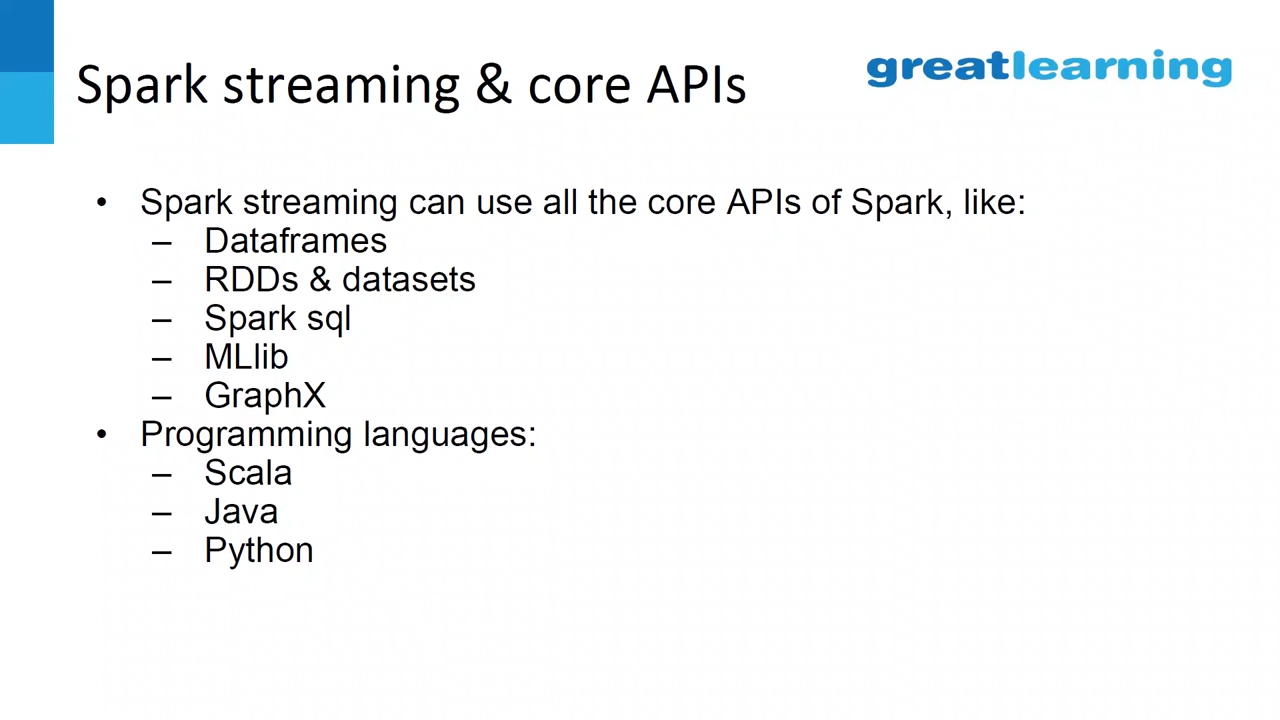 Spark streaming & core APIs
greatlearning
• Spark streaming can use all the core APIs of Spark, like:
– Dataframes
– RDDs & datasets
– Spark sql
– MLlib
– GraphX
• Programming languages:
– Scala
– Java
– Python